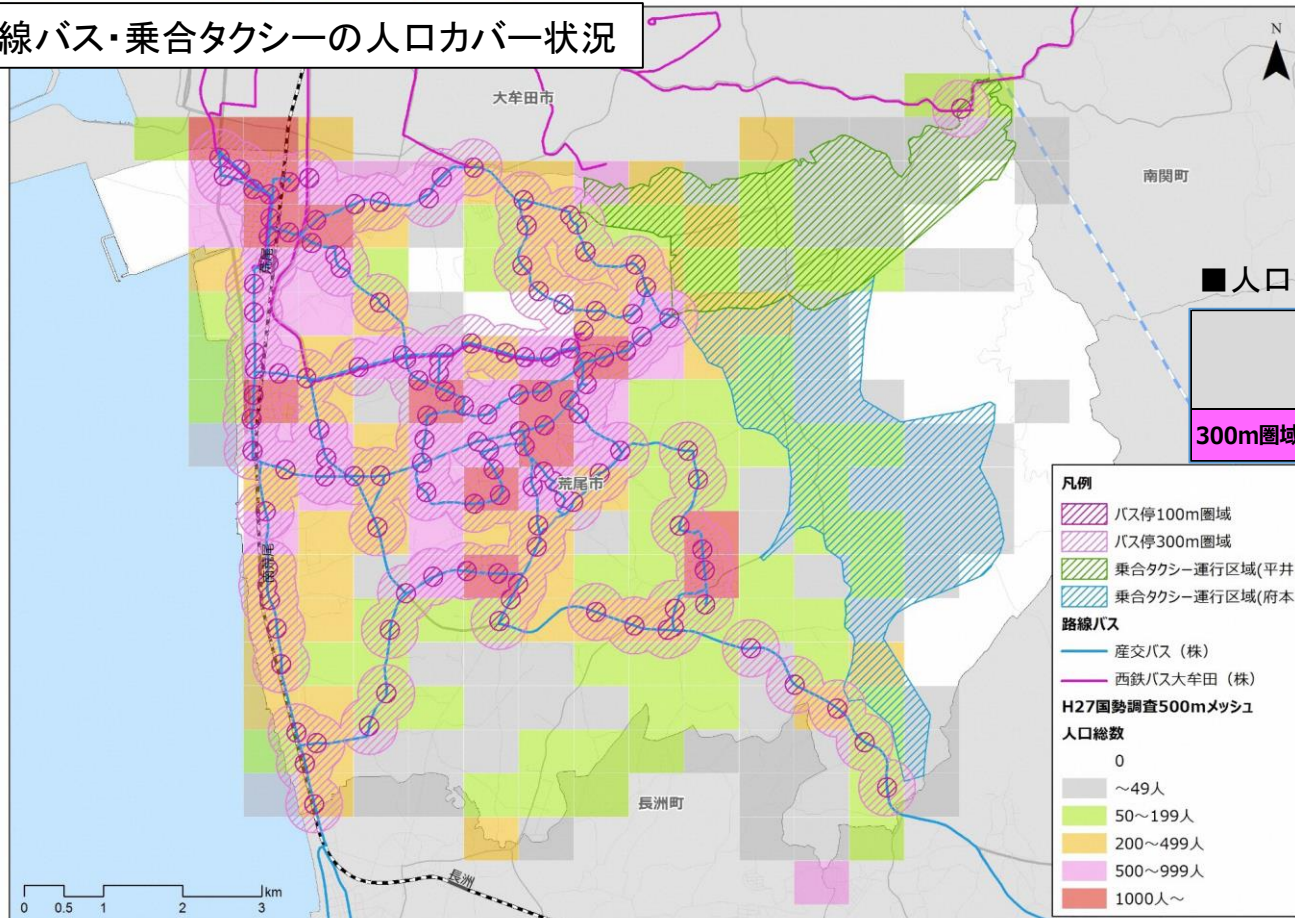 線バス・乗合タクシーの人口カバー状況
N
大牟田市
南関町
荒尾
■人口
300m圏域
荒尾市
南荒尾
長洲町
長洲
凡例
バス停100m圏域
バス停300m圏域
乗合タクシー運行区域(平井
乗合タクシー運行区域(府本
路線バス
産交バス（株）
西鉄バス大牟田（株）
H27国勢調査500mメッシュ
人口総数
0
～49人
50～199人
200～499人
500～999人
1000人～
km
0 0.5 1 2 3